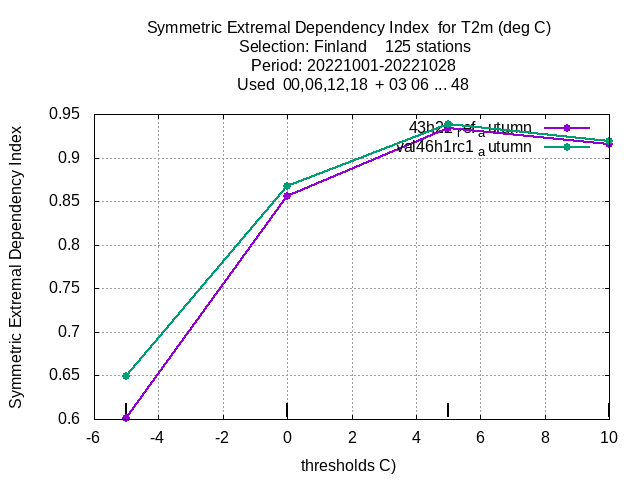 Symmetric Extremal Dependency Index for T2m (deg C)
Selection: Finland 125 stations
Period: 20221001-20221028
Used 00,06,12,18 + 03 06 ... 48
Symmetric Extremal Dependency Index
0.95
0.9
0.85
0.8
0.75
0.7
0.65
0.6
utumn
val46h1rc1 a utumn
-6 -4 -2 0 2 4 6 8 10
thresholds C)